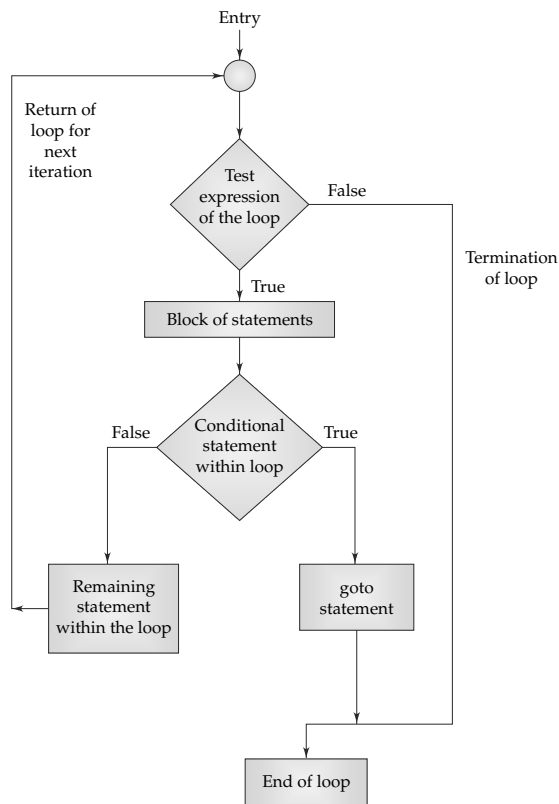 Entry
Return of
loop for
next
iteration
Test
expression
of the loop
False
Termination
of loop
True
Block of statements
False
Conditional
statement
within loop
True
Remaining
statement
within the loop
goto
statement
End of loop